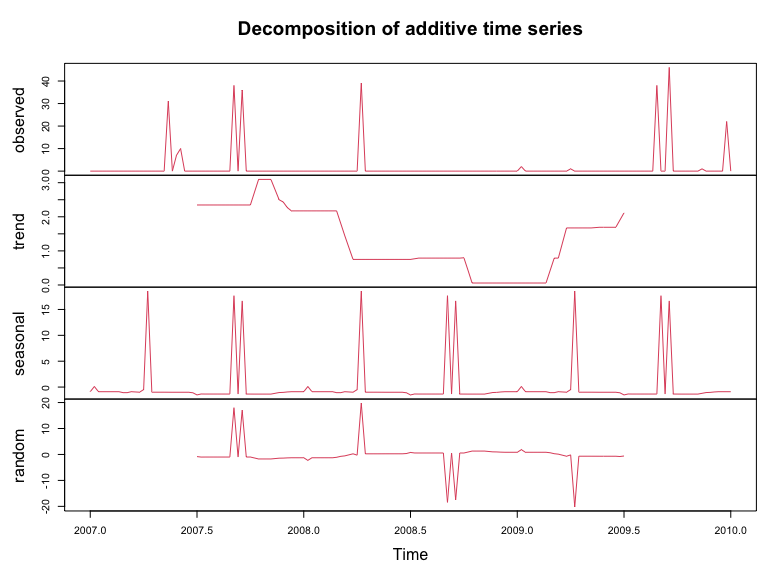 Decomposition of additive time series
observed
0 10 20 30 40
trend
0.0 1.0 2.0 3.0
seasonal
0 5 10 15
random
-20 -10 0 10 20
2007.0 2007.5 2008.0 2008.5 2009.0 2009.5 2010.0
Time